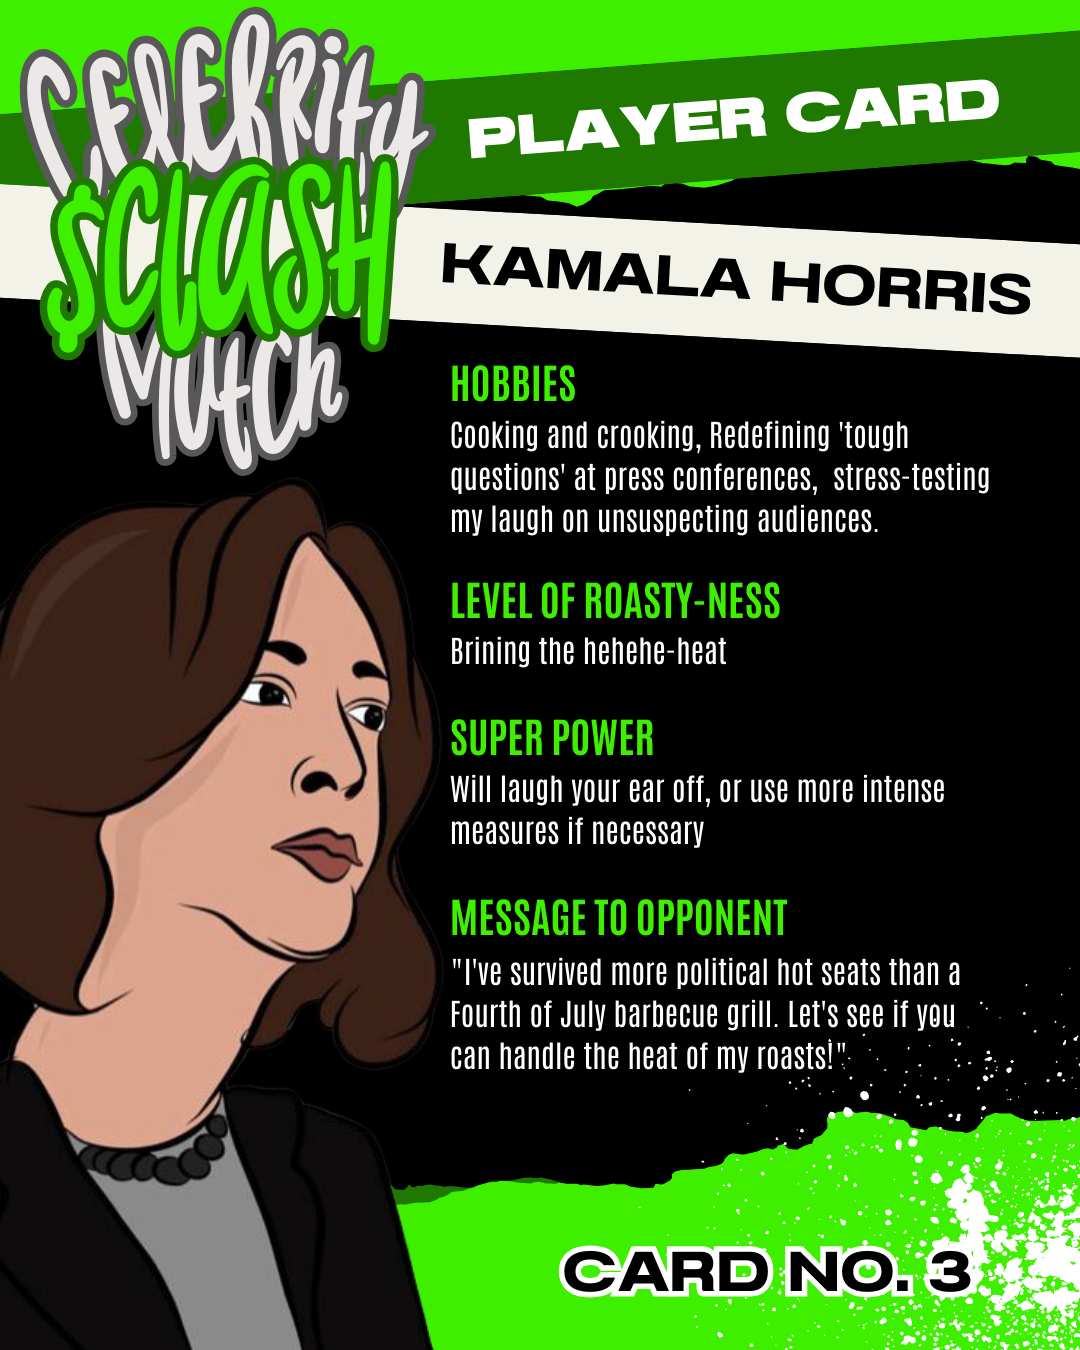 CELEBRITY
$CLASH
MATCH
PLAYER CARD
KAMALA HORRIS
HOBBIES
Cooking and crooking, Redefining 'tough
questions' at press conferences, stress-testing
my laugh on unsuspecting audiences.
LEVEL OF ROASTY-NESS
Brining the hehehe-heat
SUPER POWER
Will laugh your ear off, or use more intense
measures if necessary
MESSAGE TO OPPONENT
"I've survived more political hot seats than a
Fourth of July barbecue grill. Let's see if you
can handle the heat of my roasts!"
CARD NO. 3